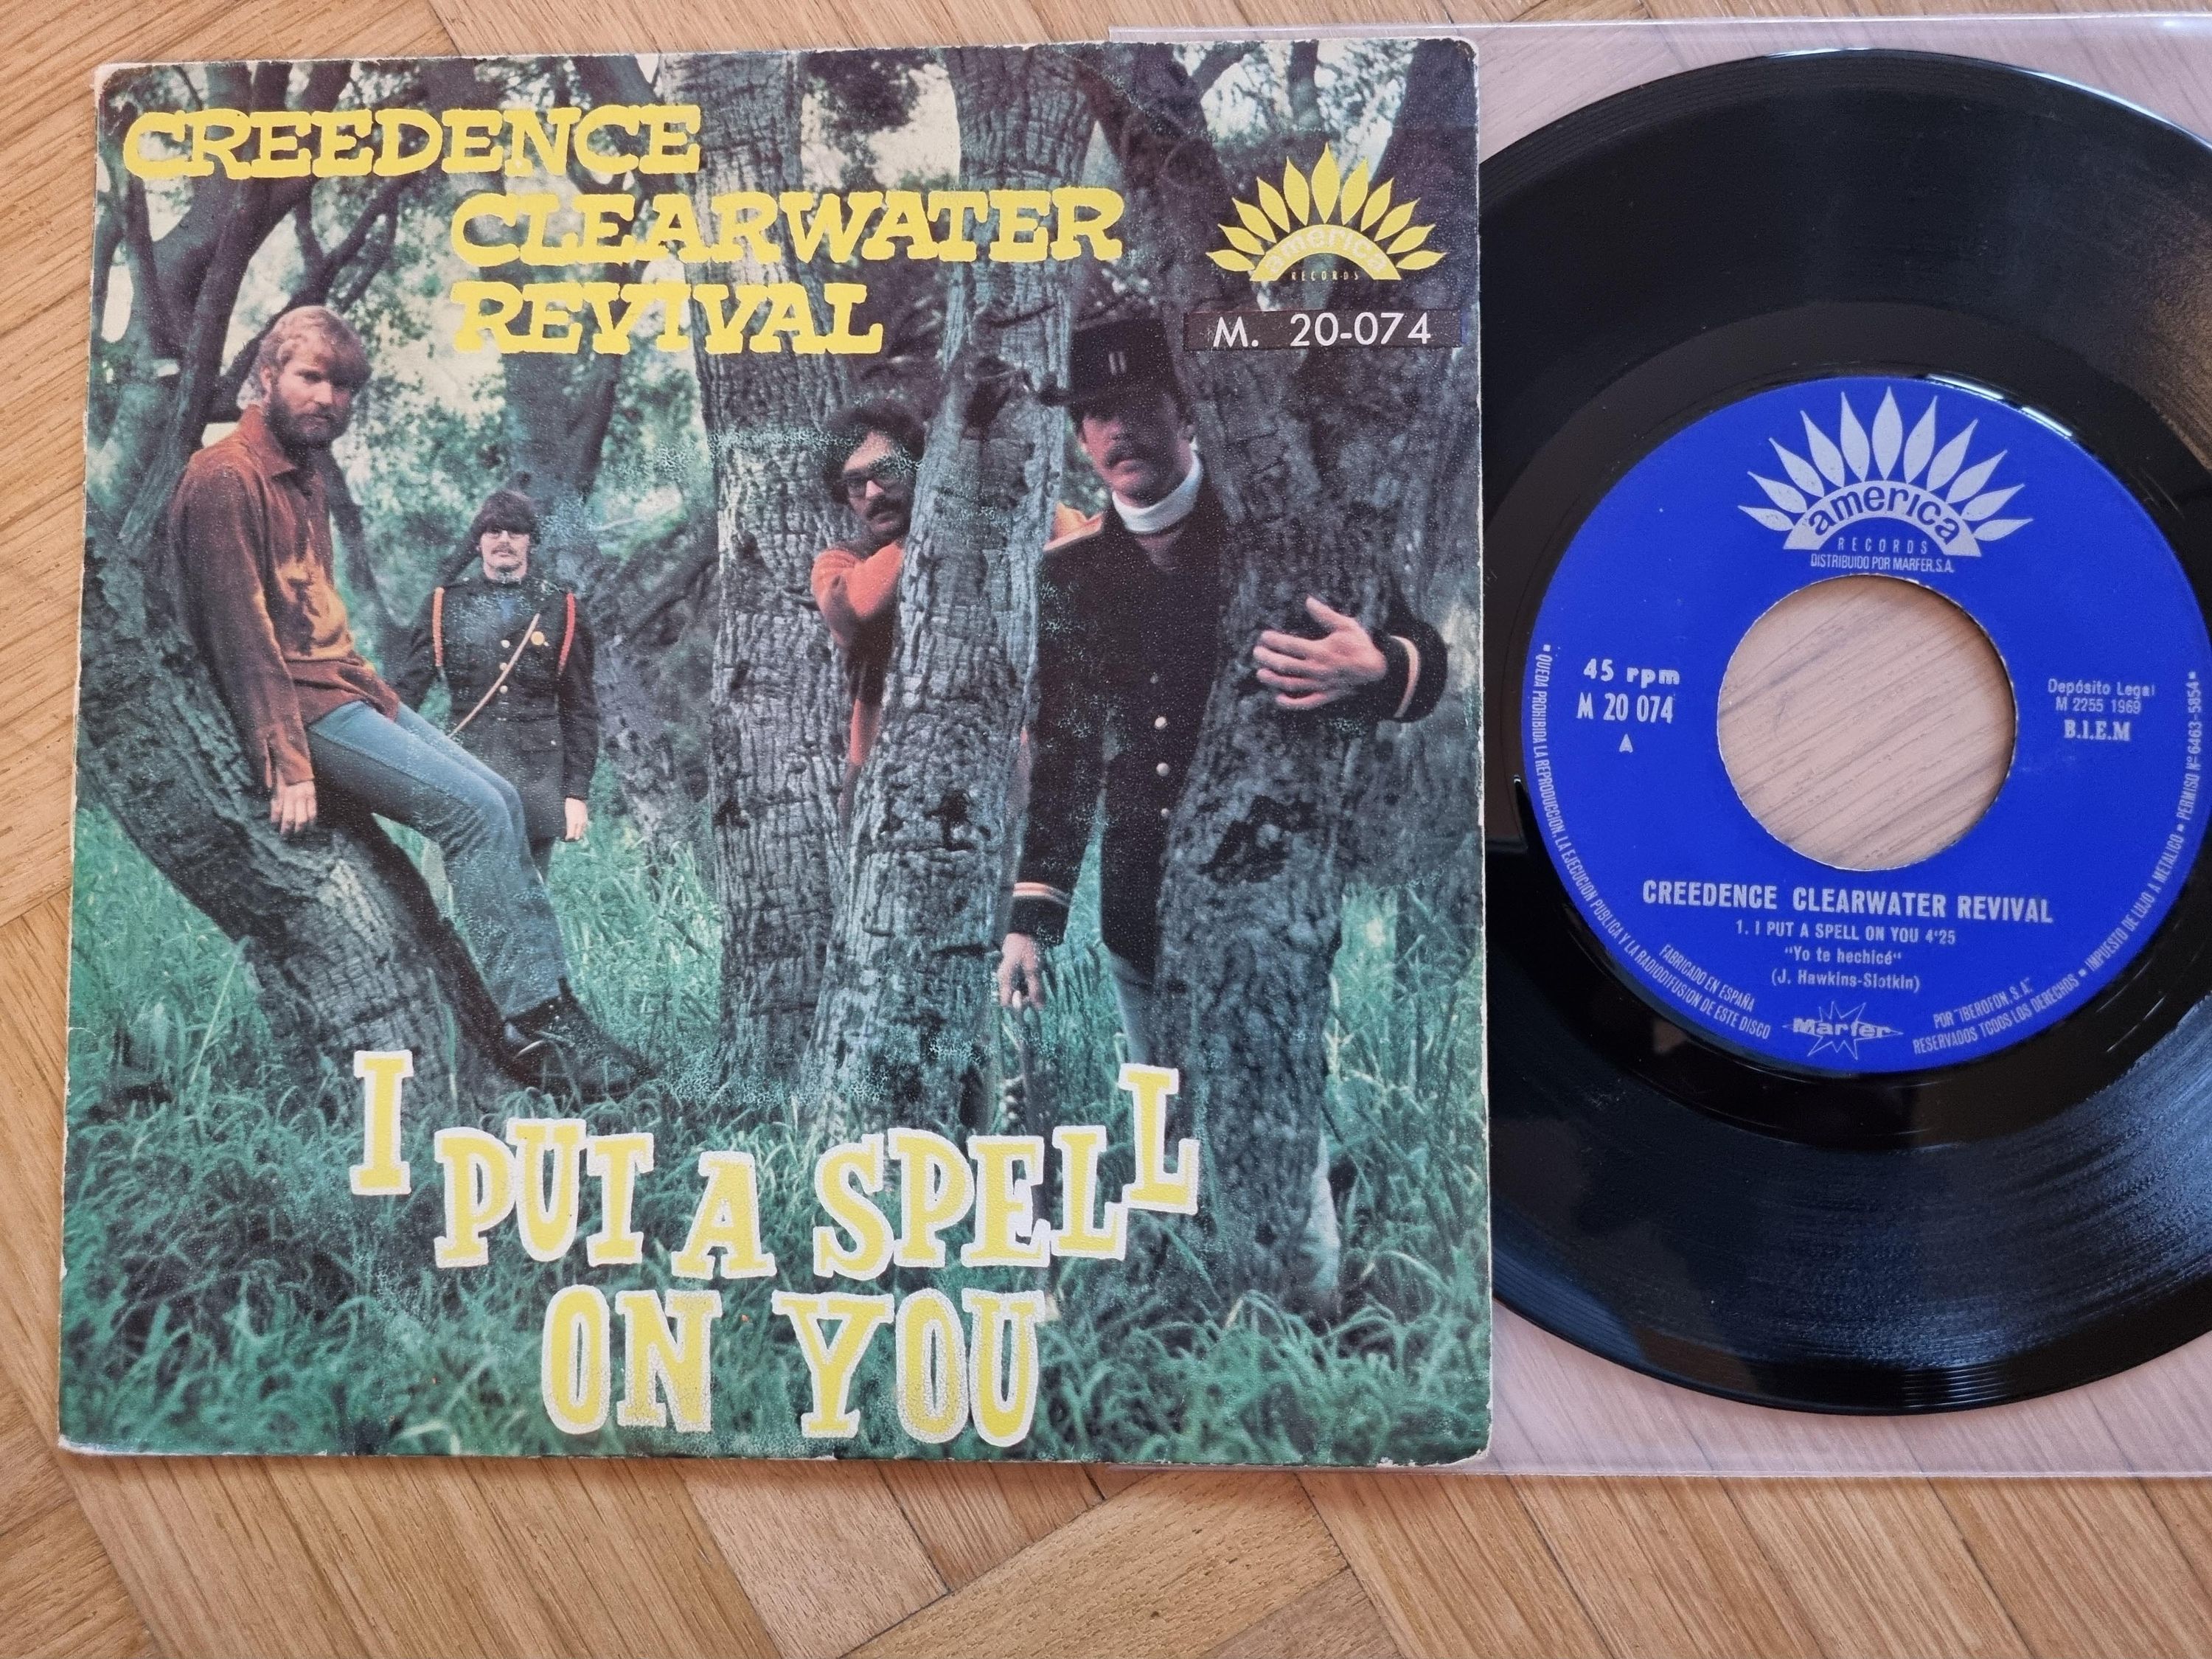 CREEDENCE
CLEARWATER
REVIVAL
america
RECORDS
M. 20-074
I PUT A SPELL
ON YOU
america
RECORDS
DISTRIBUIDO POR MARFER, S.A.
45 rpm
M 20 074
A
Depósito Legal
M 2255 1969
B.I.E.M
CREEDENCE CLEARWATER REVIVAL
1. I PUT A SPELL ON YOU 4'25
"Yo te hechicé"
(J. Hawkins-Slotkin)
FABRICADO EN ESPAÑA
Marfer
POR "IBEROFON, S. A."
▪ QUEDA PROHIBIDA LA REPRODUCCION, LA EJECUCION PUBLICA Y LA RADIODIFUSION DE ESTE DISCO
RESERVADOS TODOS LOS DERECHOS ▪ IMPUESTO DE LUJO A METALICO ▪ PERMISO Nº 6463-5854 ▪